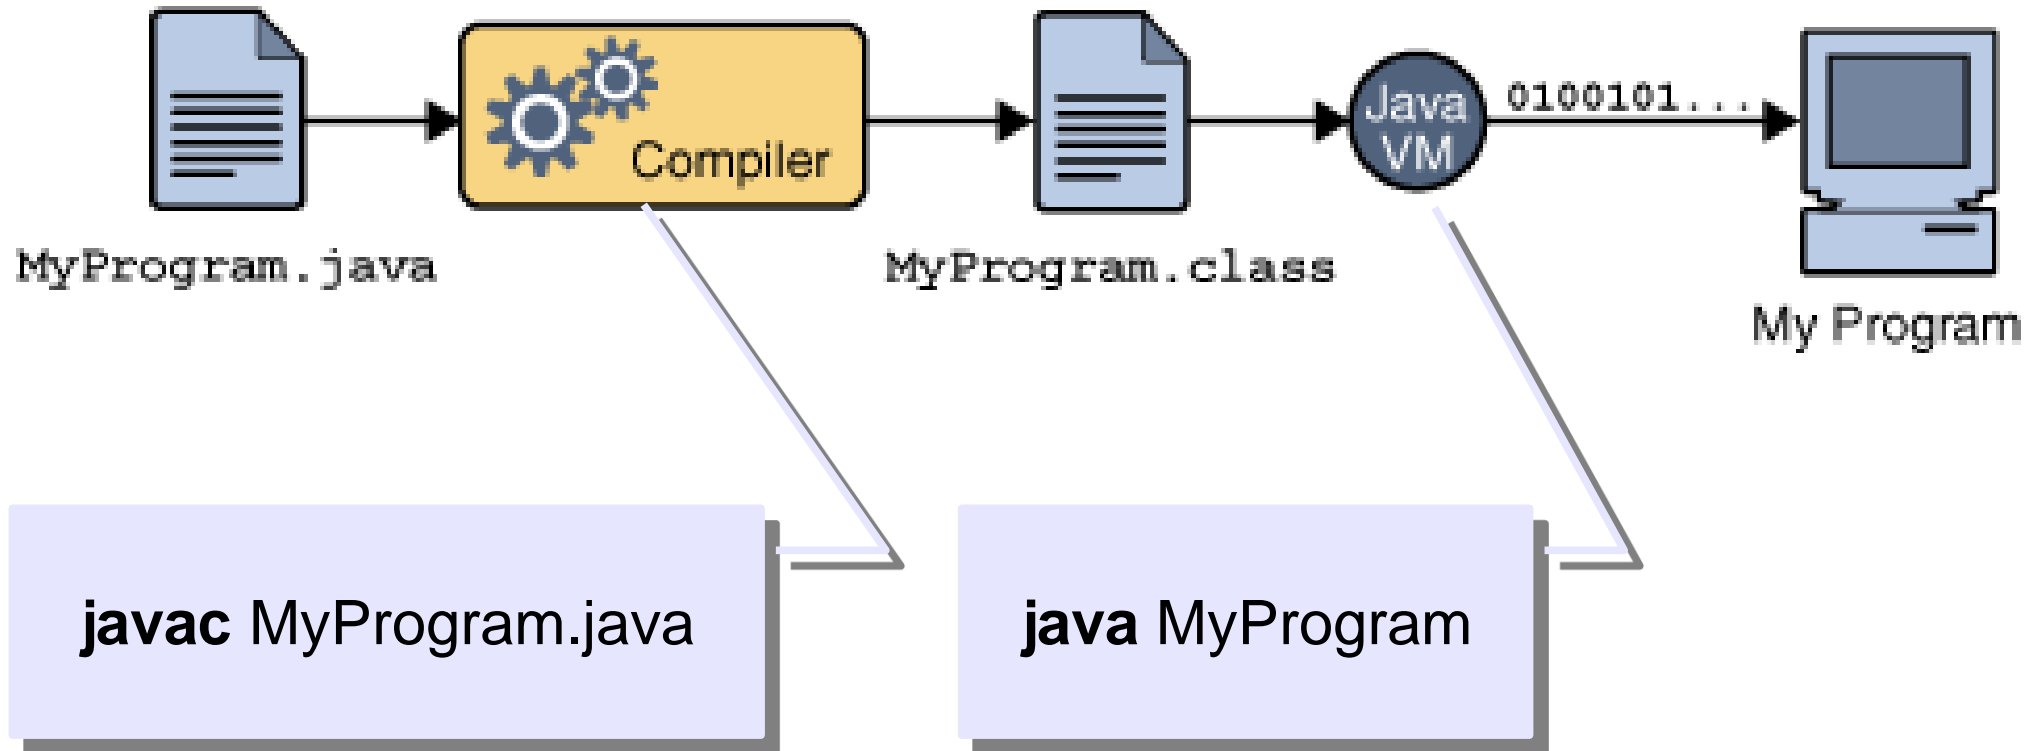 Compiler
Java
VM
0100101...
MyProgram.java
MyProgram.class
My Program
javac MyProgram.java
java MyProgram